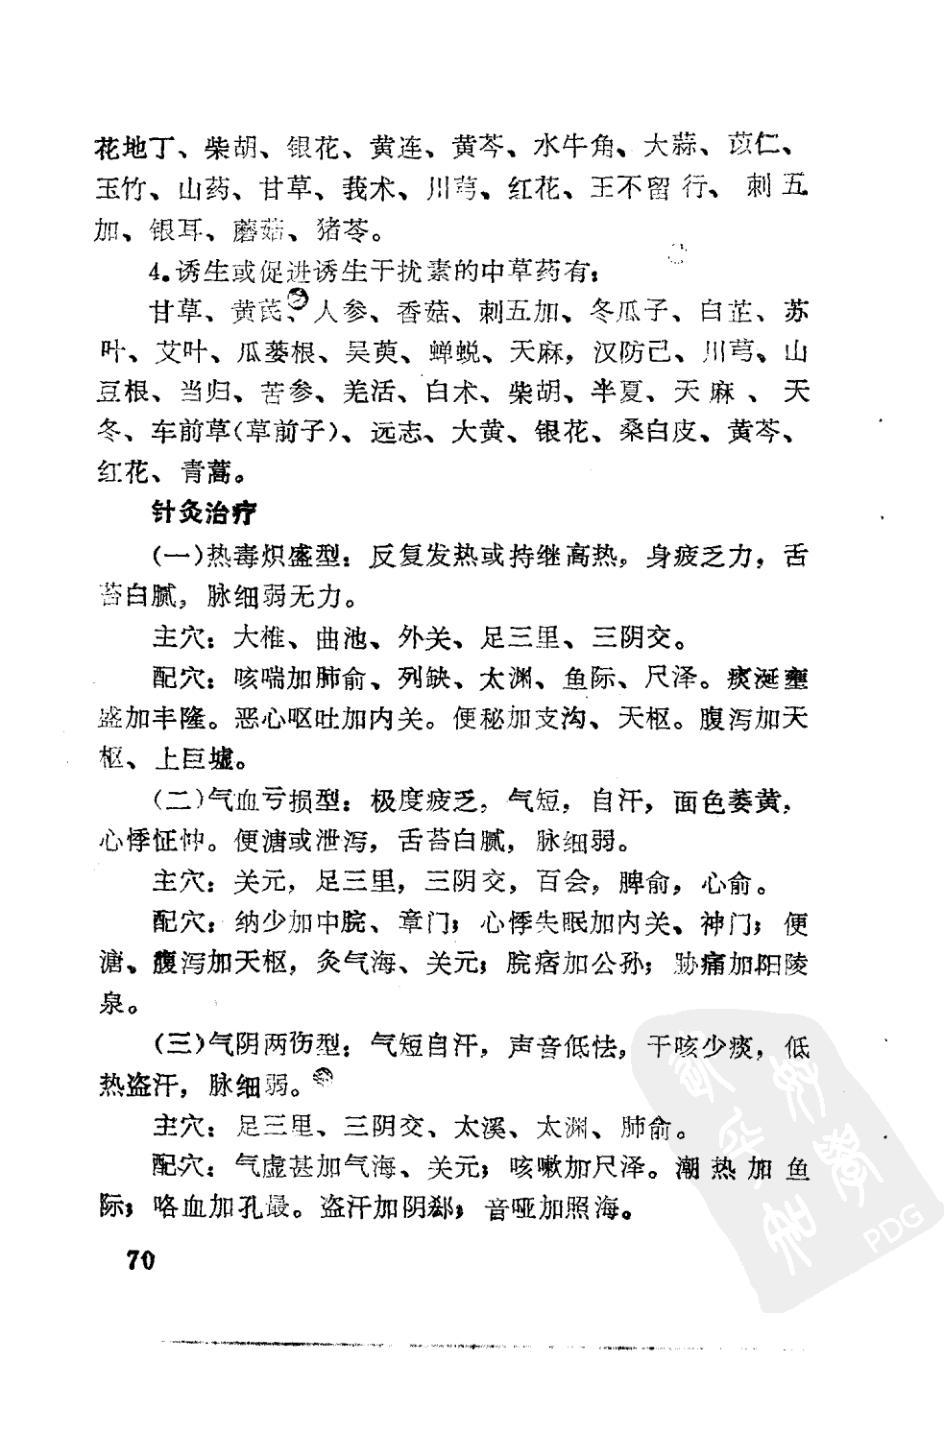 花地丁、柴胡、银花、黄连、黄芩、水牛角、大蒜、苡仁、
玉竹、山药、甘草、莪术、川芎、红花、王不留行、刺五
加、银耳、蘑菇、猪苓。
4.诱生或促进诱生干扰素的中草药有:
甘草、黄芪、人参、香菇、刺五加、冬瓜子、白芷、苏
叶、艾叶、瓜蒌根、吴萸、蝉蜕、天麻,汉防己、川芎、山
豆根、当归、苦参、羌活、白术、柴胡、半夏、天麻、天
冬、车前草(草前子)、远志、大黄、银花、桑白皮、黄芩、
红花、青蒿。
针灸治疗
(一)热毒炽盛型:反复发热或持继高热。身疲乏力,舌
苔白腻,脉细弱无力。
主穴:大椎、曲池、外关、足三里、三阴交。
配穴:咳喘加肺俞、列缺、太渊、鱼际、尺泽。痰涎壅
盛加丰隆。恶心呕吐加内关。便秘加支沟、天枢。腹泻加天
枢、上巨墟。
(二)气血亏损型:极度疲乏,气短,自汗,面色萎黄,
心悸怔忡。便溏或泄泻,舌苔白腻,脉细弱。
主穴:关元,足三里,三阴交,百会,脾俞,心俞。
配穴:纳少加中脘、章门;心悸失眠加内关、神门;便
溏、腹泻加天枢,灸气海、关元;脘痞加公孙;胁痛加阳陵
泉。
(三)气阴两伤型:气短自汗,声音低怯,干咳少痰,低
热盗汗,脉细弱。
主穴:足三里、三阴交、太溪、太渊、肺俞。
配穴:气虚甚加气海、关元;咳嗽加尺泽。潮热加鱼
际;咯血加孔最。盗汗加阴郄;音哑加照海。
70
PDG